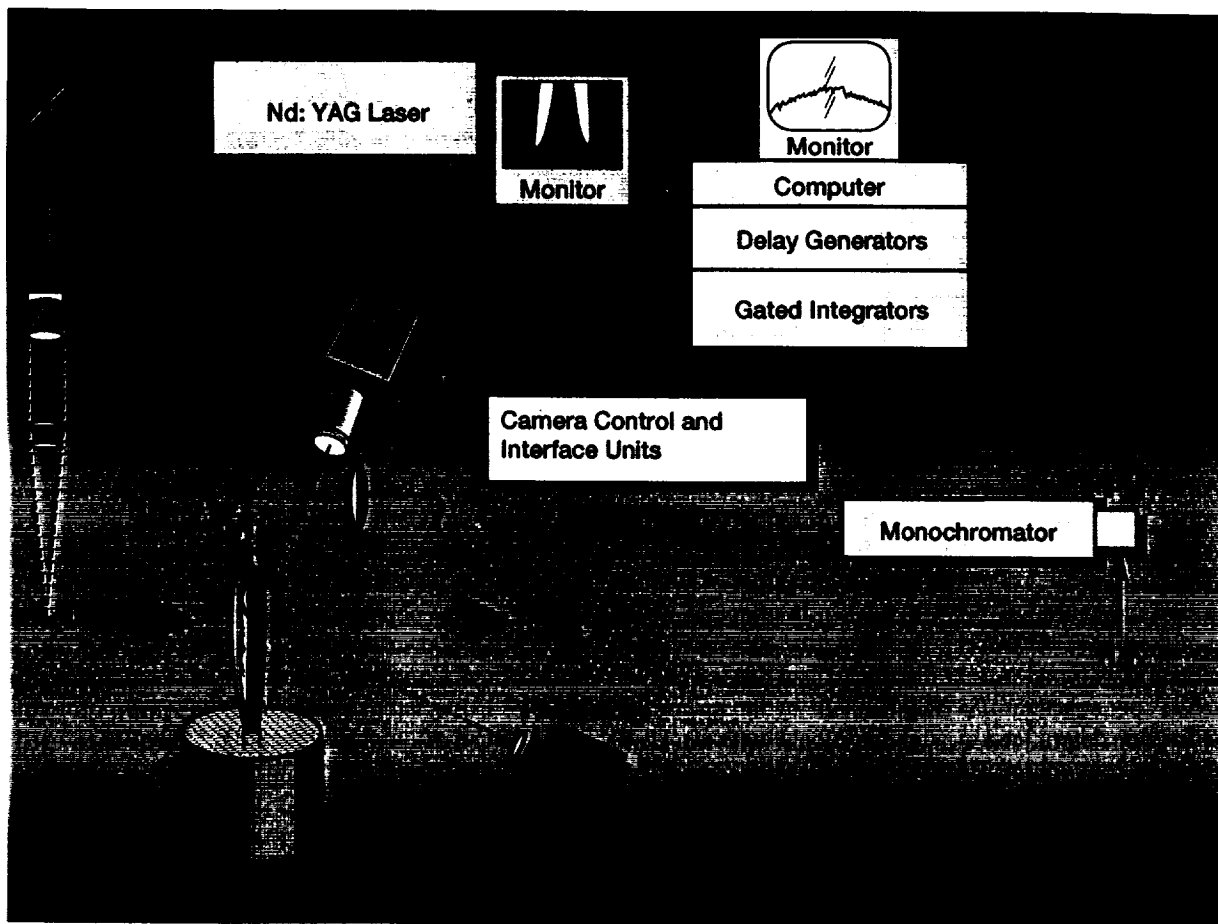 Nd: YAG Laser
Monitor
Monitor
Computer
Delay Generators
Gated Integrators
Camera Control and
Interface Units
Monochromator